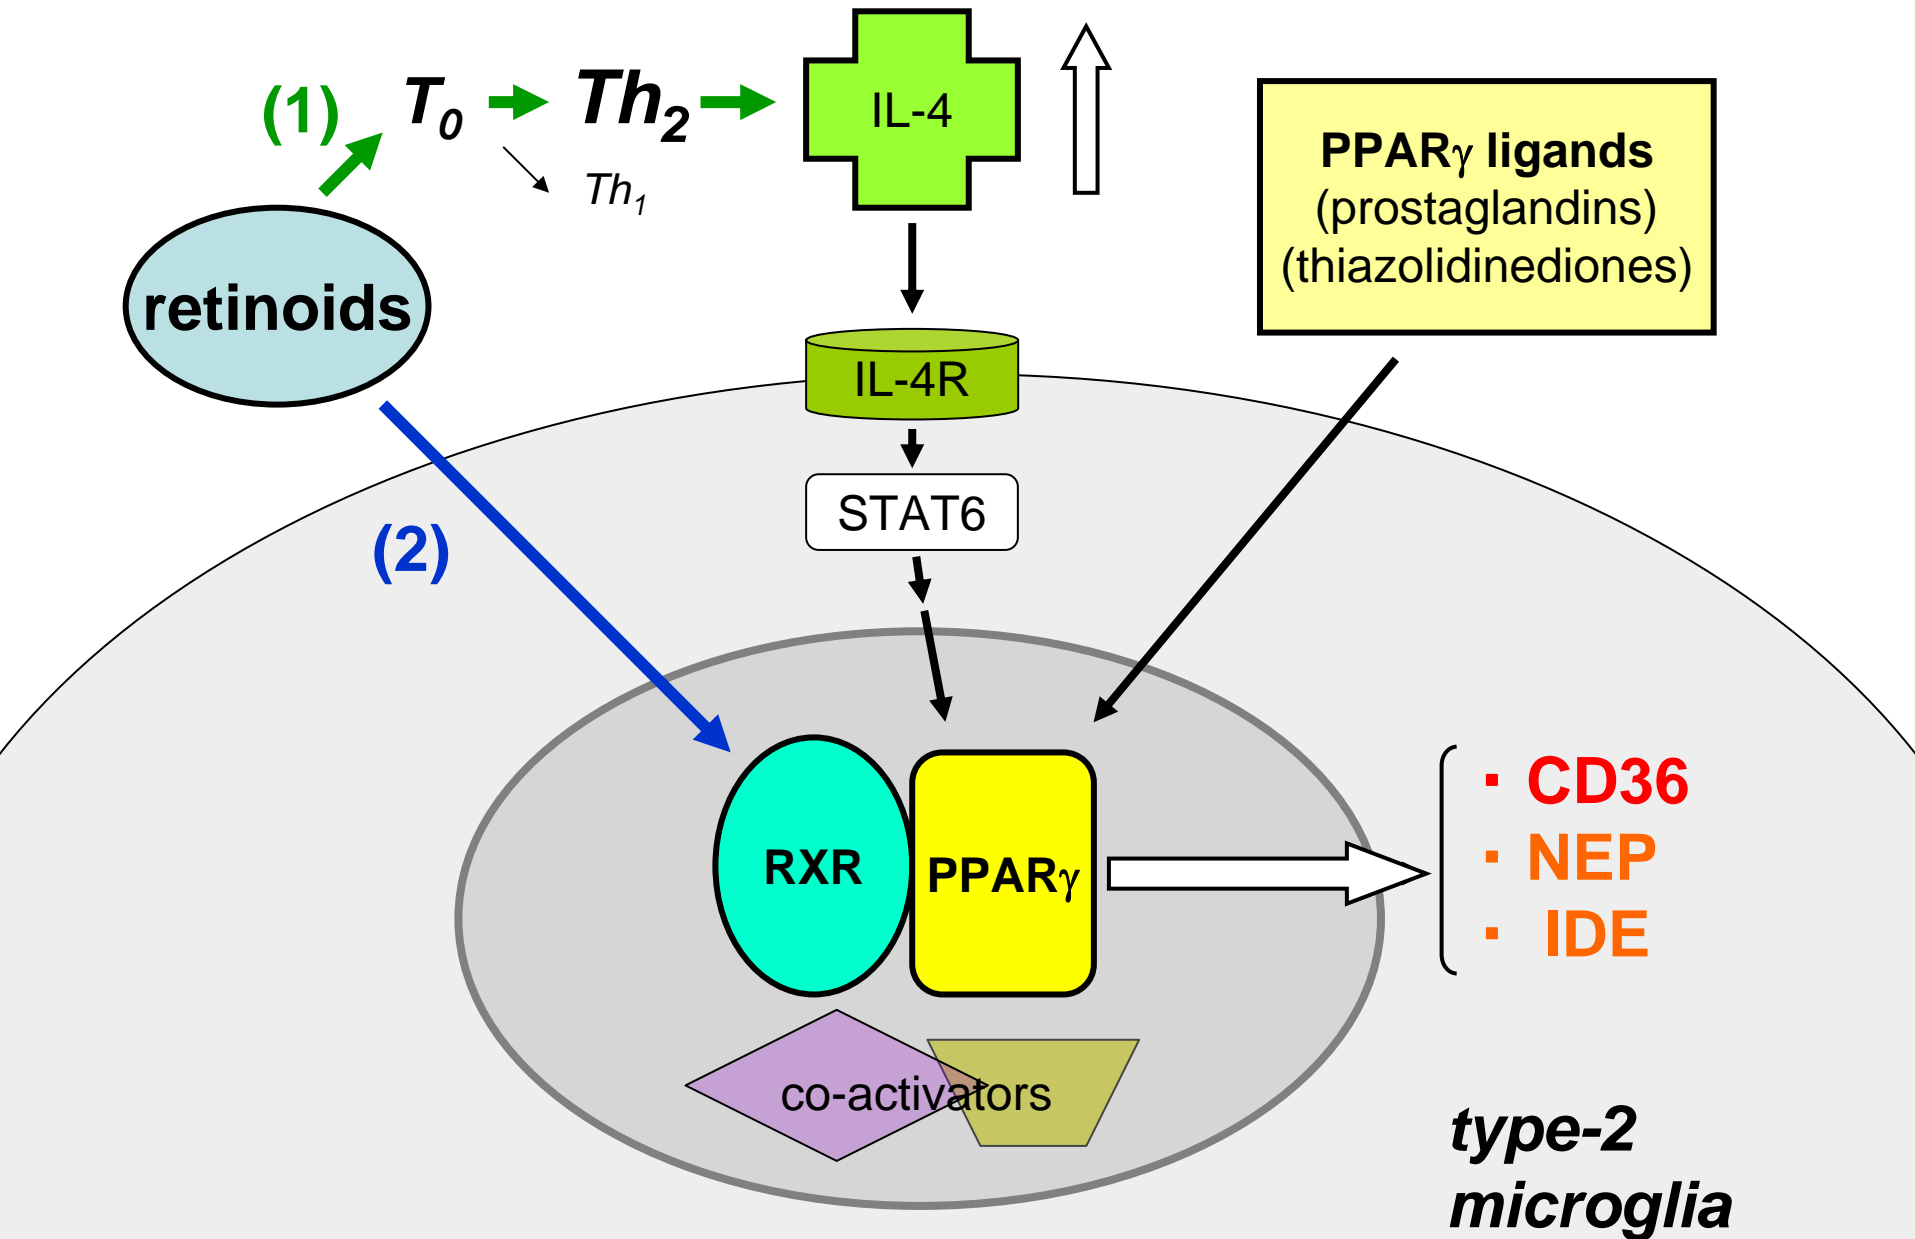 (1)
T0
Th2
Th1
IL-4
PPARγ ligands
(prostaglandins)
(thiazolidinediones)
retinoids
IL-4R
STAT6
(2)
RXR
PPARγ
▪ CD36
▪ NEP
▪ IDE
co-activators
type-2
microglia